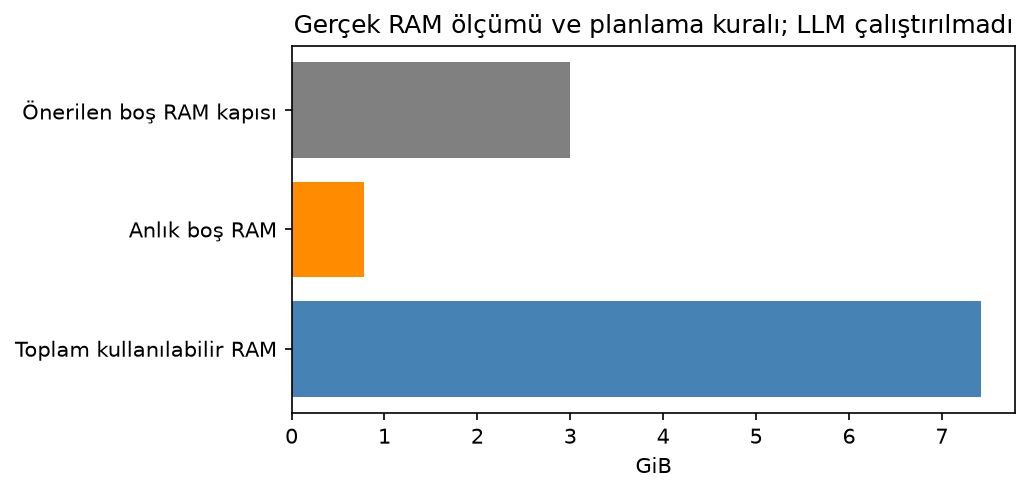 Gerçek RAM ölçümü ve planlama kuralı; LLM çalıştırılmadı
Önerilen boş RAM kapısı
Anlık boş RAM
Toplam kullanılabilir RAM
0 1 2 3 4 5 6 7
GiB